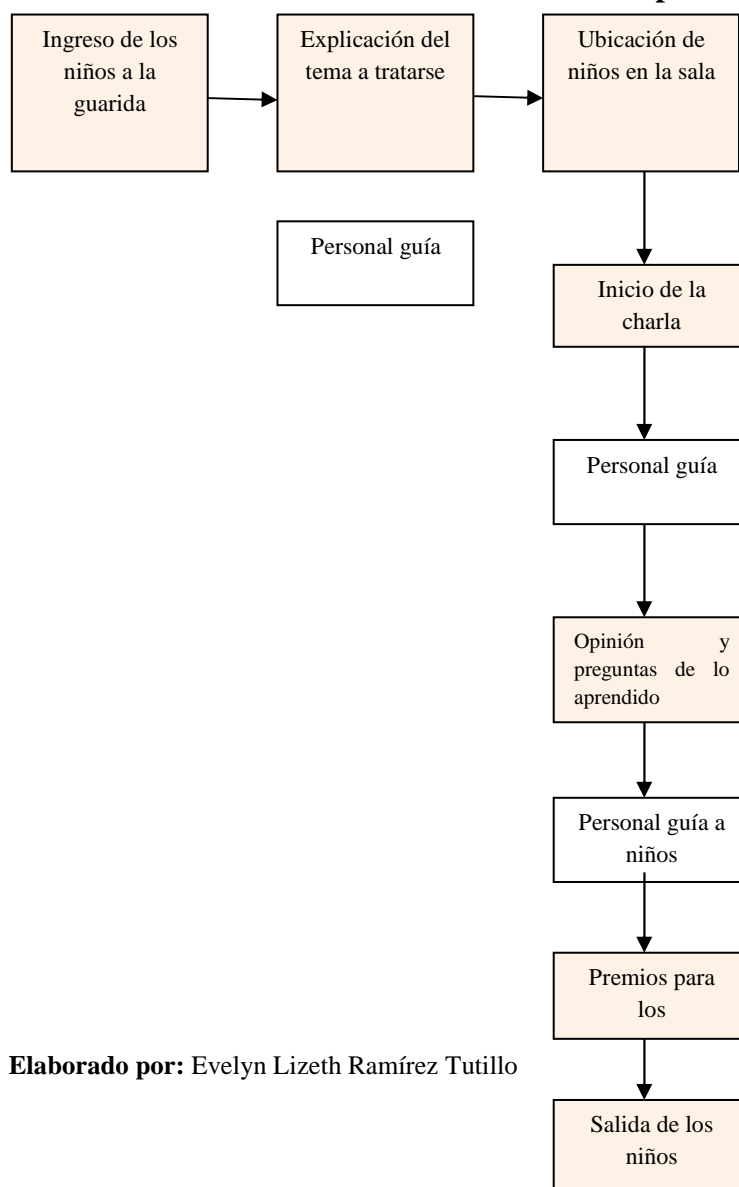 Ingreso de los
niños a la
guarida
Explicación del
tema a tratarse
Ubicación de
niños en la sala
Personal guía
Inicio de la
charla
Personal guía
Opinión y
preguntas de lo
aprendido
Personal guía a
niños
Premios para
los
Elaborado por: Evelyn Lizeth Ramírez Tutillo
Salida de los
niños